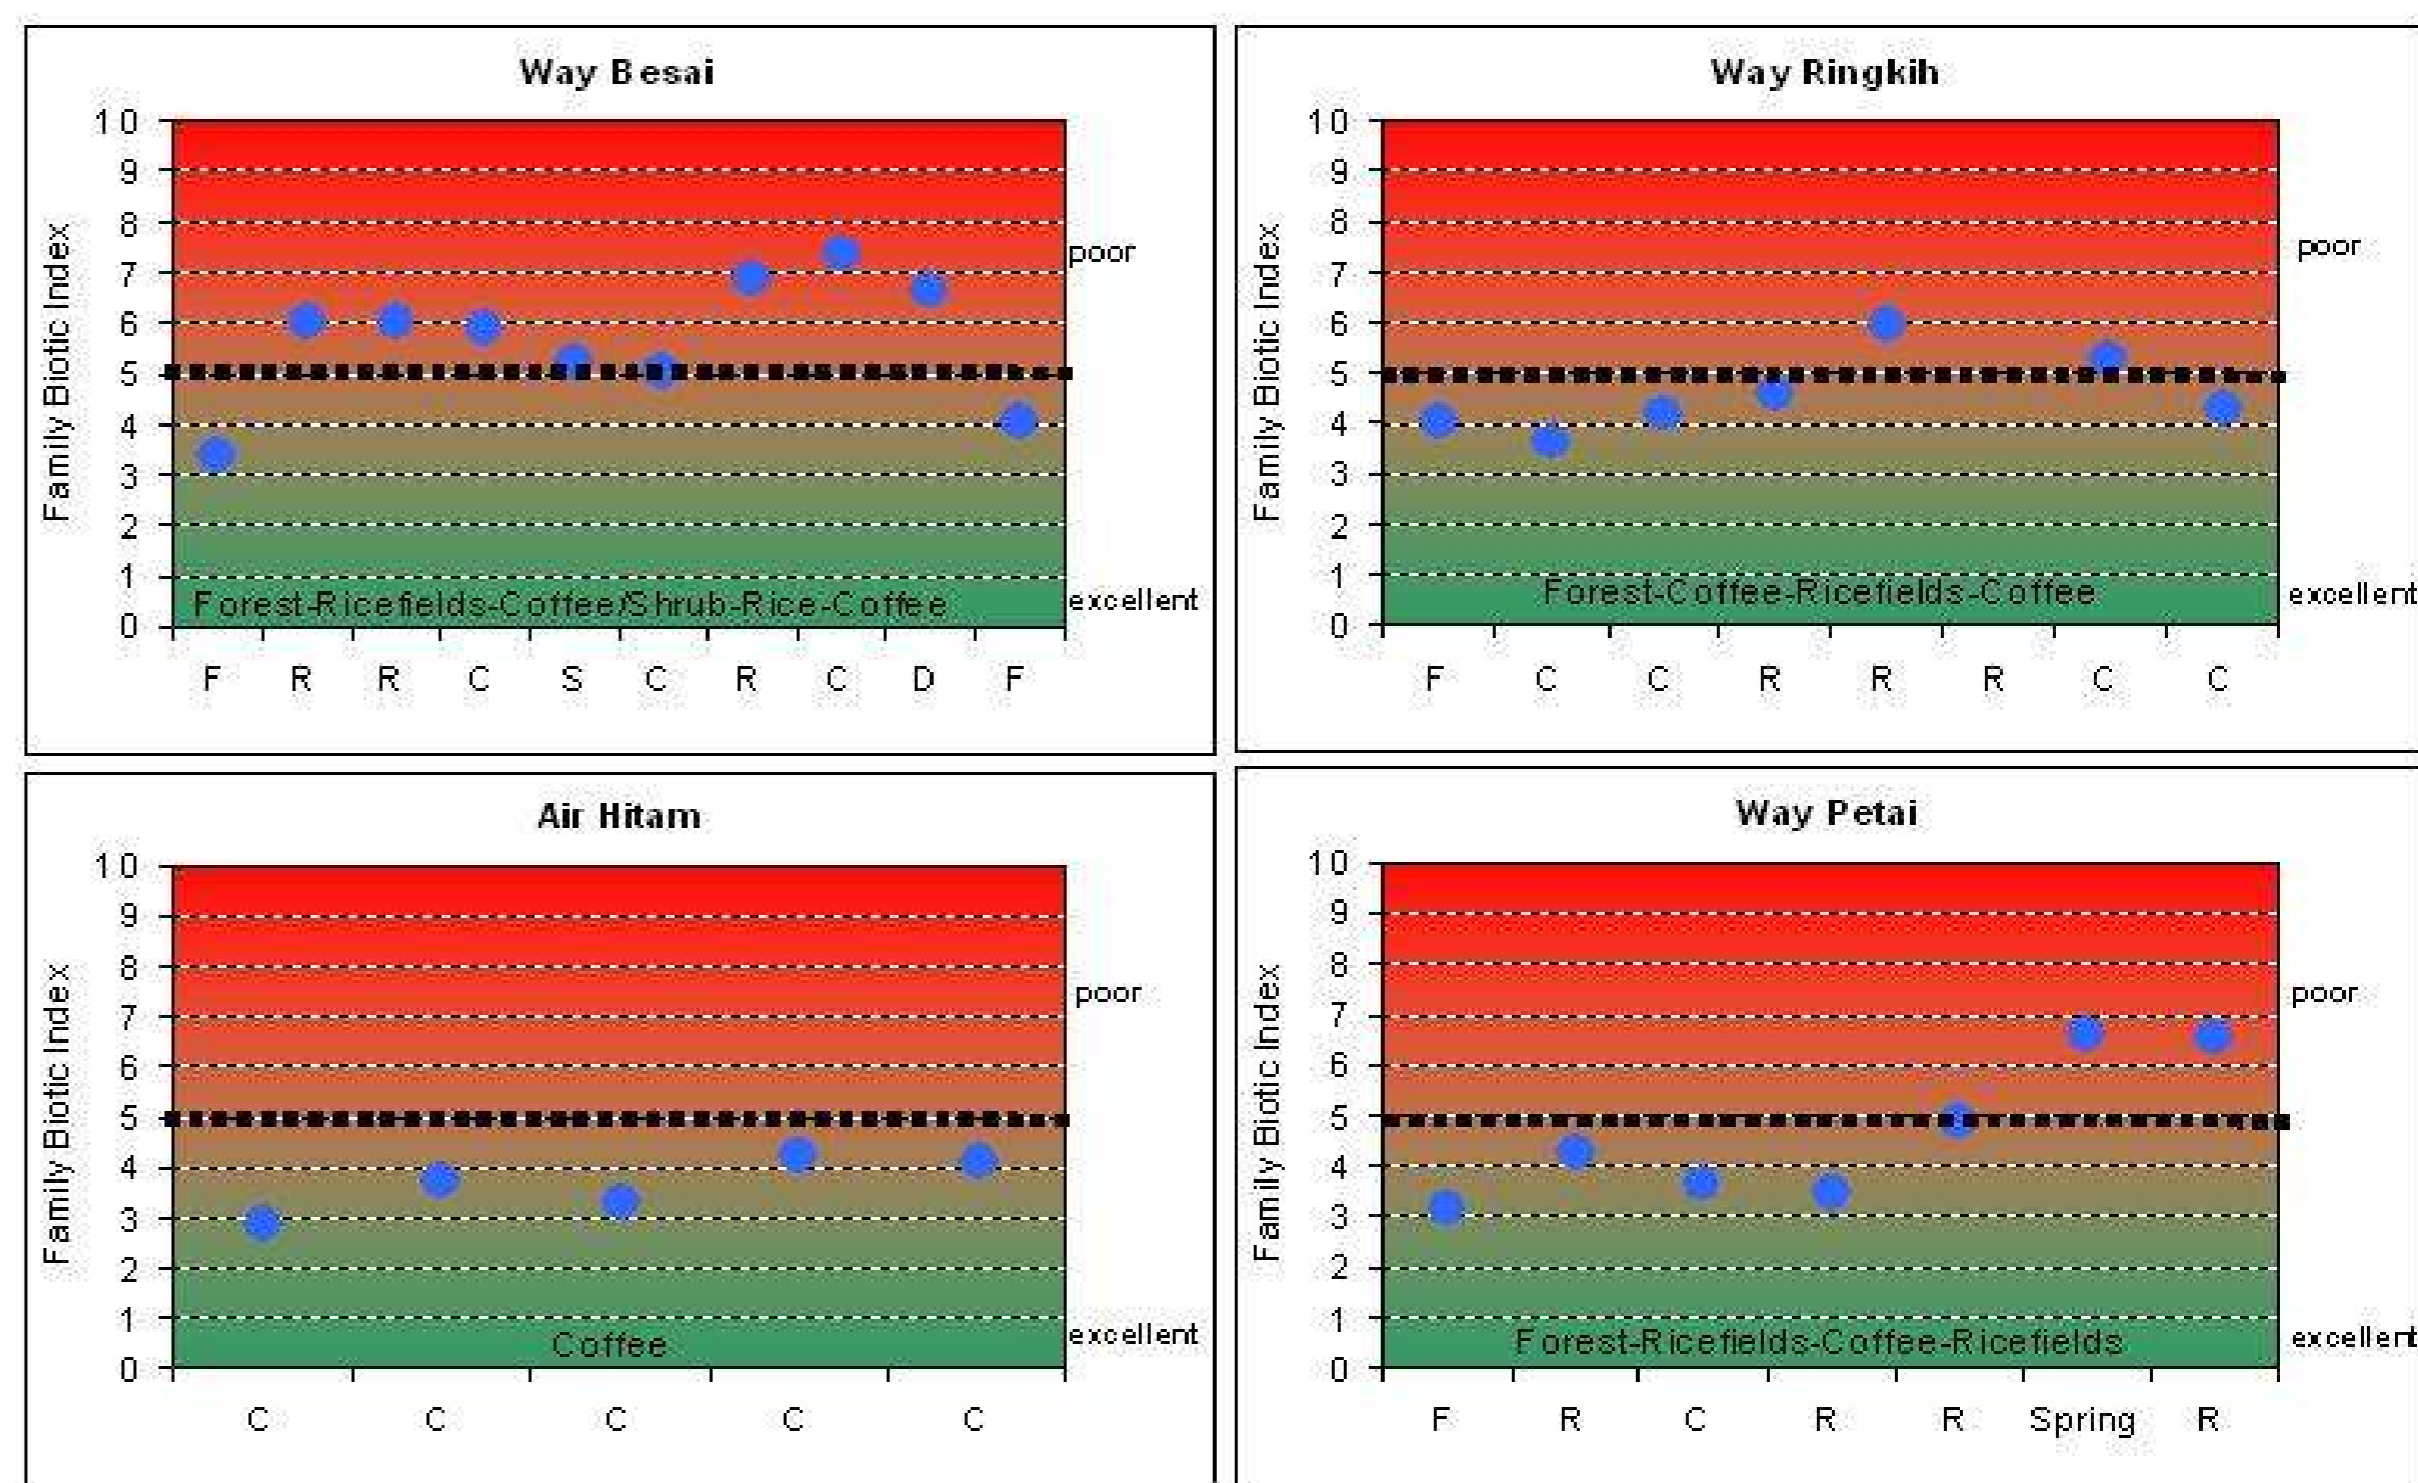 Way Besai
Family Biotic Index
10
9
8
7
6
5
4
3
2
1
0
poor
excellent
Forest-Ricefields-Coffee/Shrub-Rice-Coffee
F R R C S C R C D F
Way Ringkih
Family Biotic Index
10
9
8
7
6
5
4
3
2
1
0
poor
excellent
Forest-Coffee-Ricefields-Coffee
F C C R R R C C
Air Hitam
Family Biotic Index
10
9
8
7
6
5
4
3
2
1
0
poor
excellent
Coffee
C C C C C
Way Petai
Family Biotic Index
10
9
8
7
6
5
4
3
2
1
0
poor
excellent
Forest-Ricefields-Coffee-Ricefields
F R C R R Spring R